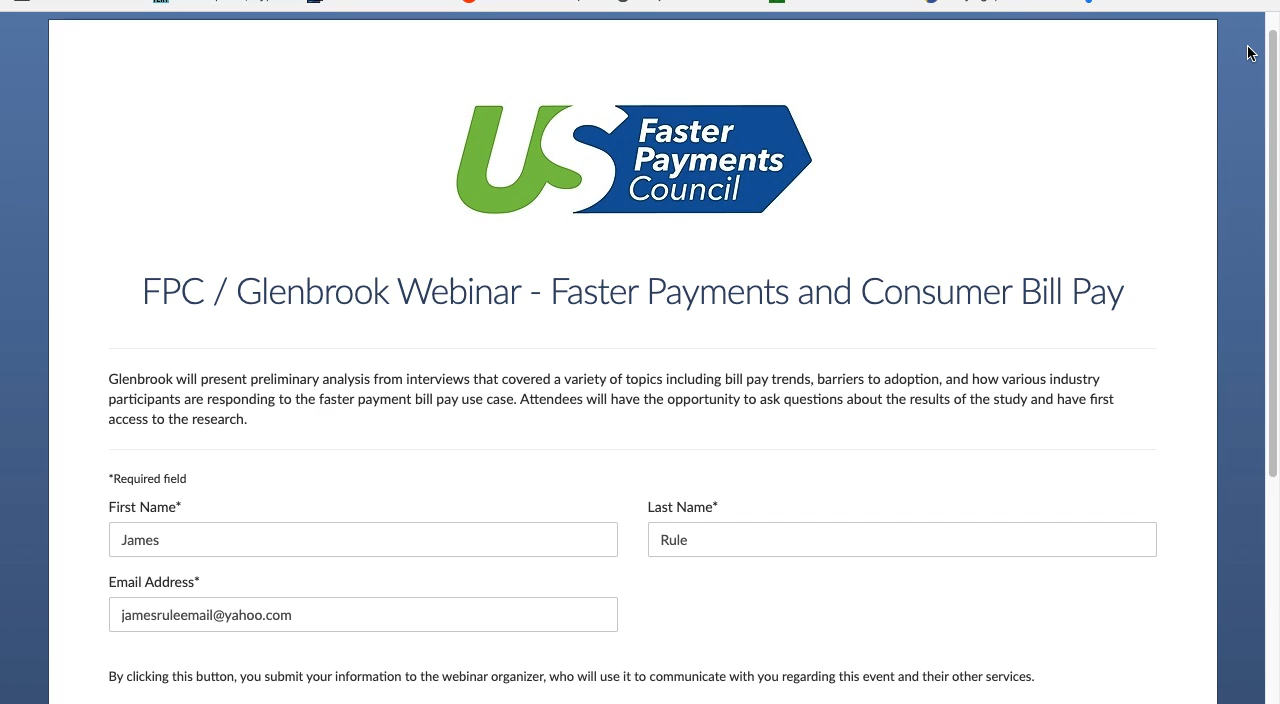 US Faster
Payments
Council
FPC / Glenbrook Webinar - Faster Payments and Consumer Bill Pay
Glenbrook will present preliminary analysis from interviews that covered a variety of topics including bill pay trends, barriers to adoption, and how various industry
participants are responding to the faster payment bill pay use case. Attendees will have the opportunity to ask questions about the results of the study and have first
access to the research.
*Required field
First Name* Last Name*
James Rule
Email Address*
jamesruleemail@yahoo.com
By clicking this button, you submit your information to the webinar organizer, who will use it to communicate with you regarding this event and their other services.